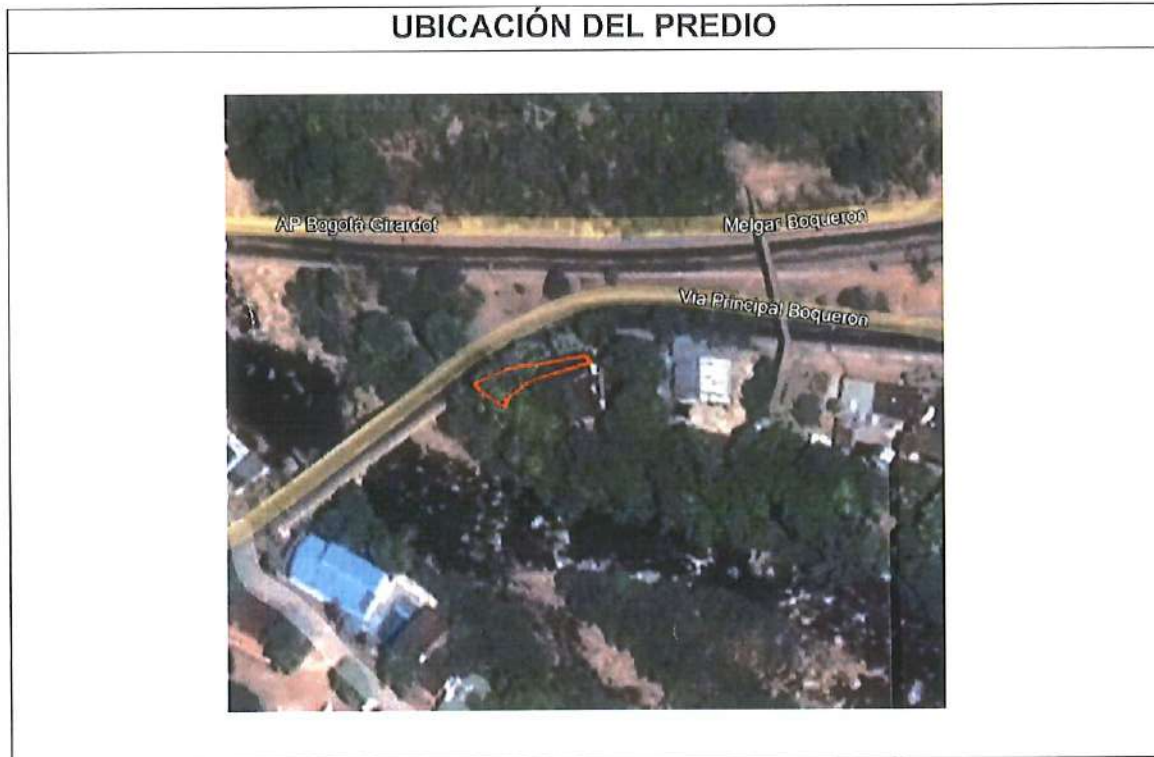 UBICACIÓN DEL PREDIO
AP Bogotá Girardot
Melgar Boqueron
Via Principal Boqueron